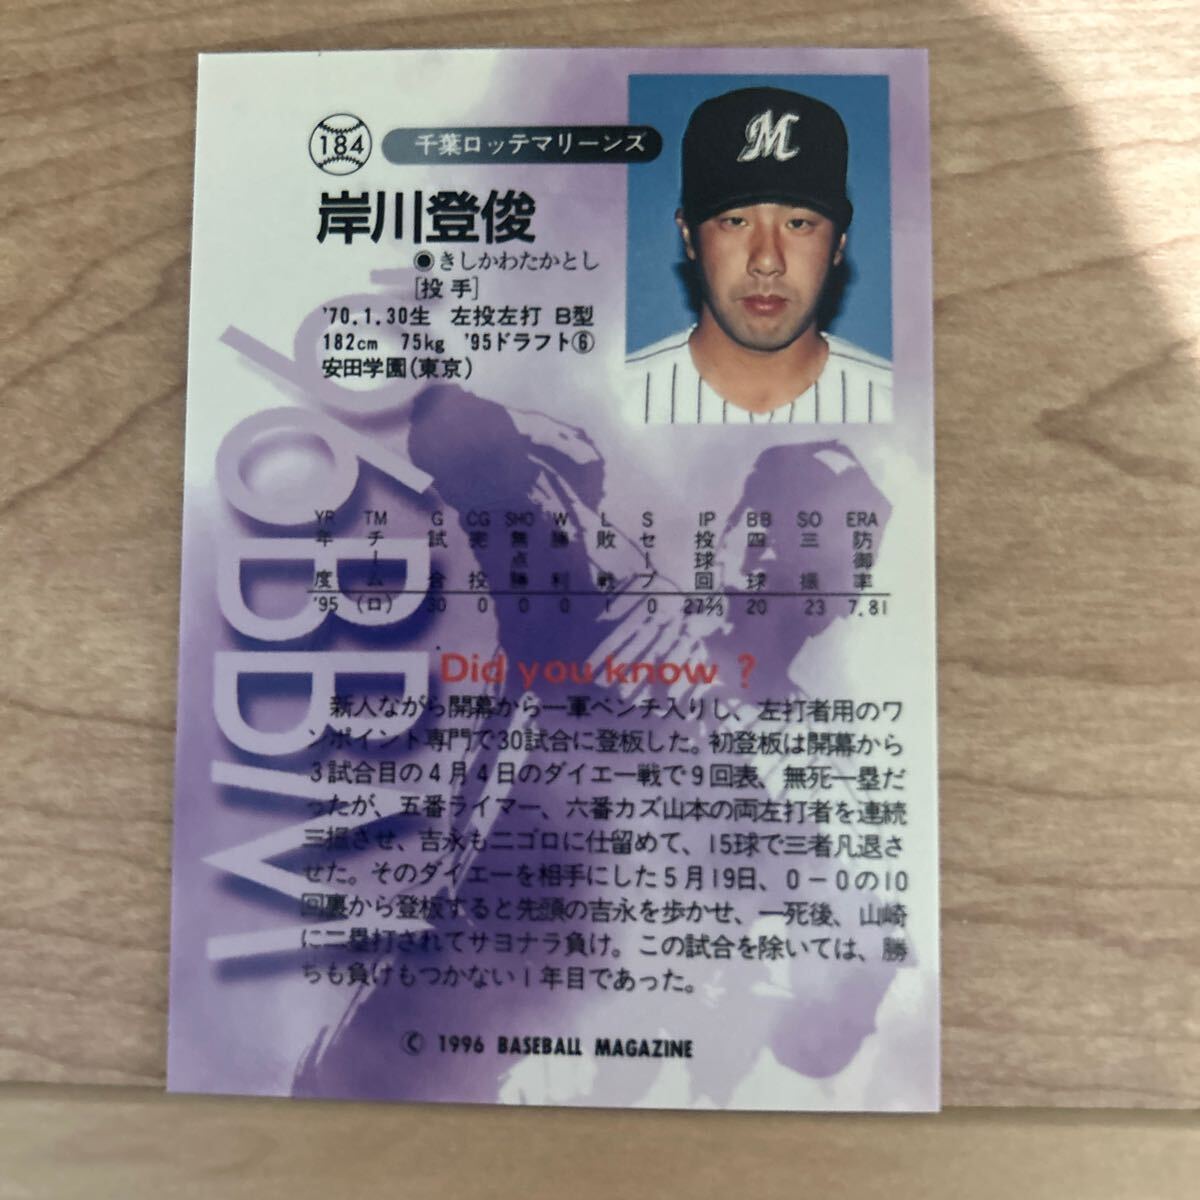 184
千葉ロッテマリーンズ
M
岸川登俊
◉きしかわたかとし
[投手]
'70.1.30生 左投左打 B型
182cm 75kg '95ドラフト⑥
安田学園(東京)
'96BBM
YR TM G CG SHO W L S IP BB SO ERA
年度 チーム 試合 完投 無点勝 勝利 敗戦 セーブ 投球回 四球 三振 防御率
'95 (ロ) 30 0 0 0 1 0 27⅔ 20 23 7.81
Did you know ?
新人ながら開幕から一軍ベンチ入りし、左打者用のワ
ンポイント専門で30試合に登板した。初登板は開幕から
3試合目の4月4日のダイエー戦で9回表、無死一塁だ
ったが、五番ライマー、六番カズ山本の両左打者を連続
三振させ、吉永も二ゴロに仕留めて、15球で三者凡退さ
せた。そのダイエーを相手にした5月19日、0-0の10
回裏から登板すると先頭の吉永を歩かせ、一死後、山崎
に二塁打されてサヨナラ負け。この試合を除いては、勝
ちも負けもつかない1年目であった。
© 1996 BASEBALL MAGAZINE